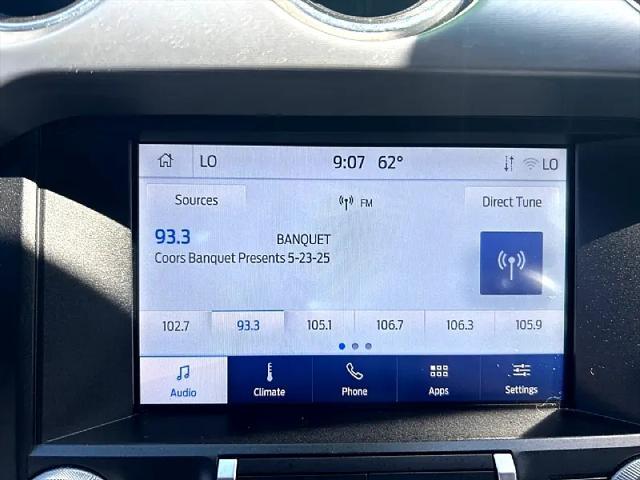 LO 9:07 62° LO
Sources FM Direct Tune
93.3 BANQUET
Coors Banquet Presents 5-23-25
102.7 93.3 105.1 106.7 106.3 105.9
Audio Climate Phone Apps Settings